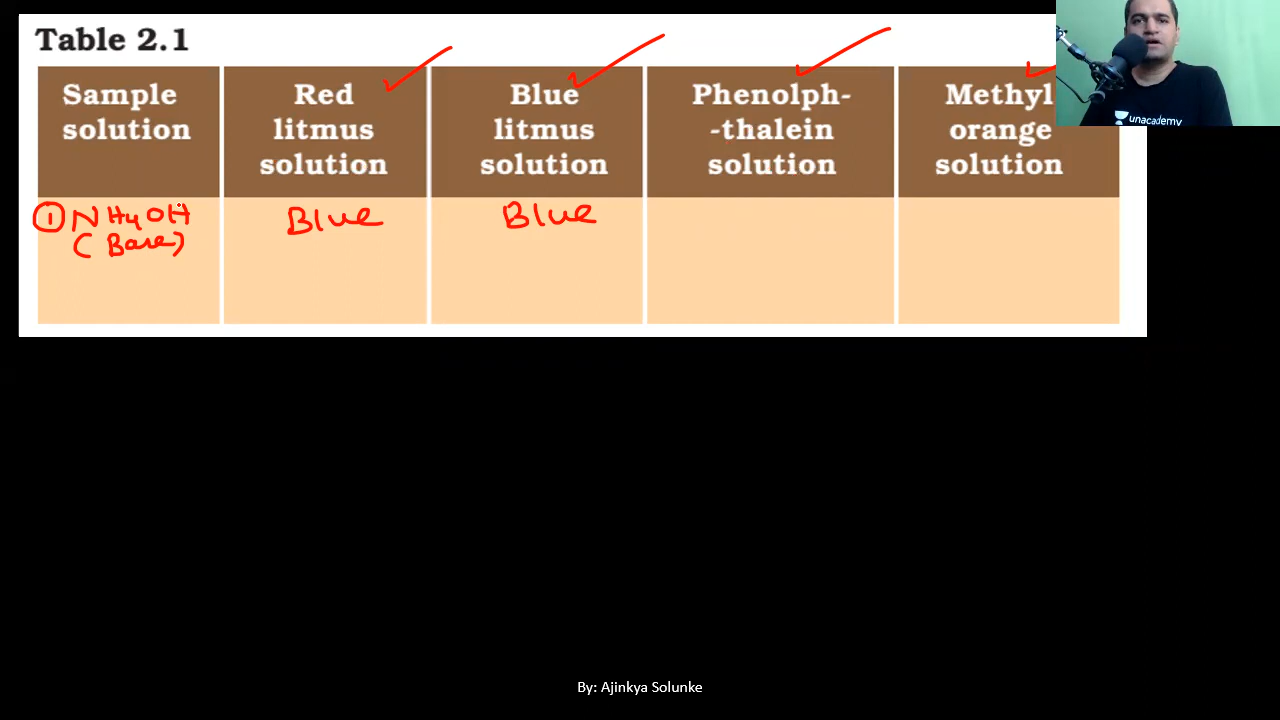 Table 2.1
Sample
solution
Red
litmus
solution
Blue
litmus
solution
Phenolph-
-thalein
solution
Methyl
orange
solution
① NH4OH
(Base)
Blue
Blue
unacademy
By: Ajinkya Solunke